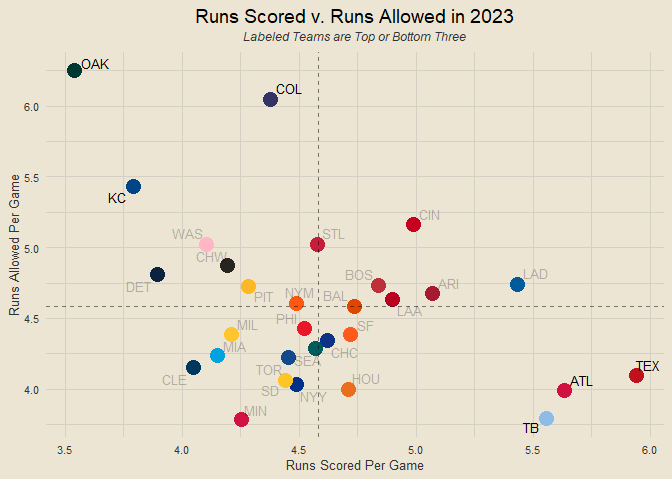 Runs Scored v. Runs Allowed in 2023
Labeled Teams are Top or Bottom Three
OAK
COL
6.0
5.5
KC
CIN
WAS
STL
5.0
CHW
DET
BOS
ARI
LAD
PIT
NYM
BAL
LAA
4.5
PHI
MIL
SF
MIA
CHC
SEA
CLE
TOR
HOU
ATL
TEX
4.0
SD
NYY
MIN
TB
3.5
4.0
4.5
5.0
5.5
6.0
Runs Scored Per Game
Runs Allowed Per Game